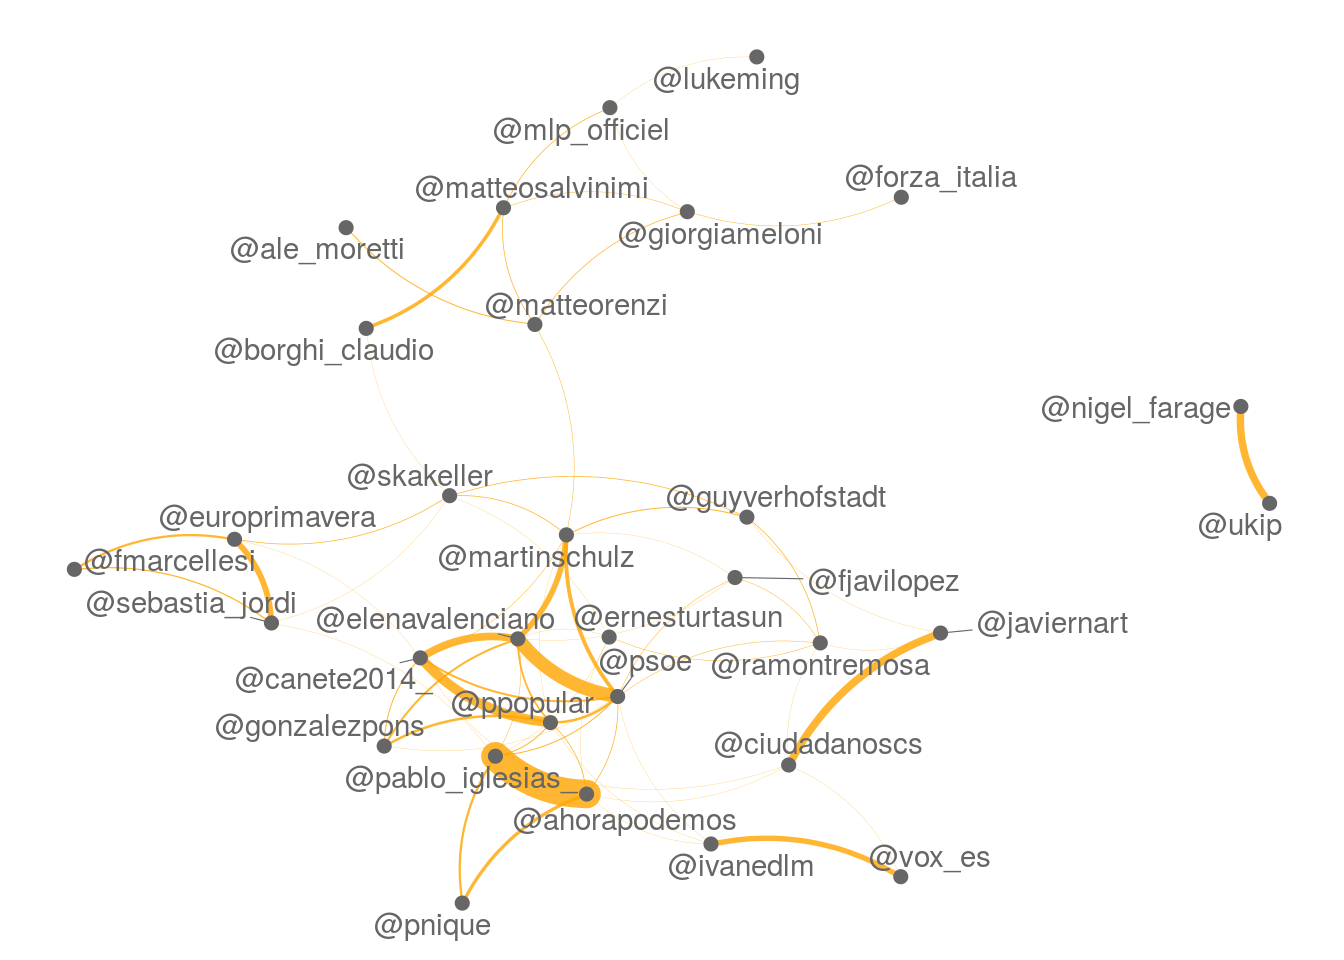 @lukeming
@mlp_officiel
@forza_italia
@matteosalvinimi
@giorgiameloni
@ale_moretti
@matteorenzi
@borghi_claudio
@nigel_farage
@skakeller
@guyverhofstadt
@europrimavera
@ukip
@martinschulz
@fmarcellesi
@fjavilopez
@sebastia_jordi
@elenavalenciano
@ernesturtasun
@javiernart
@psoe
@ramontremosa
@canete2014_
@ppopular
@gonzalezpons
@ciudadanoscs
@pablo_iglesias_
@ahorapodemos
@vox_es
@ivanedlm
@pnique